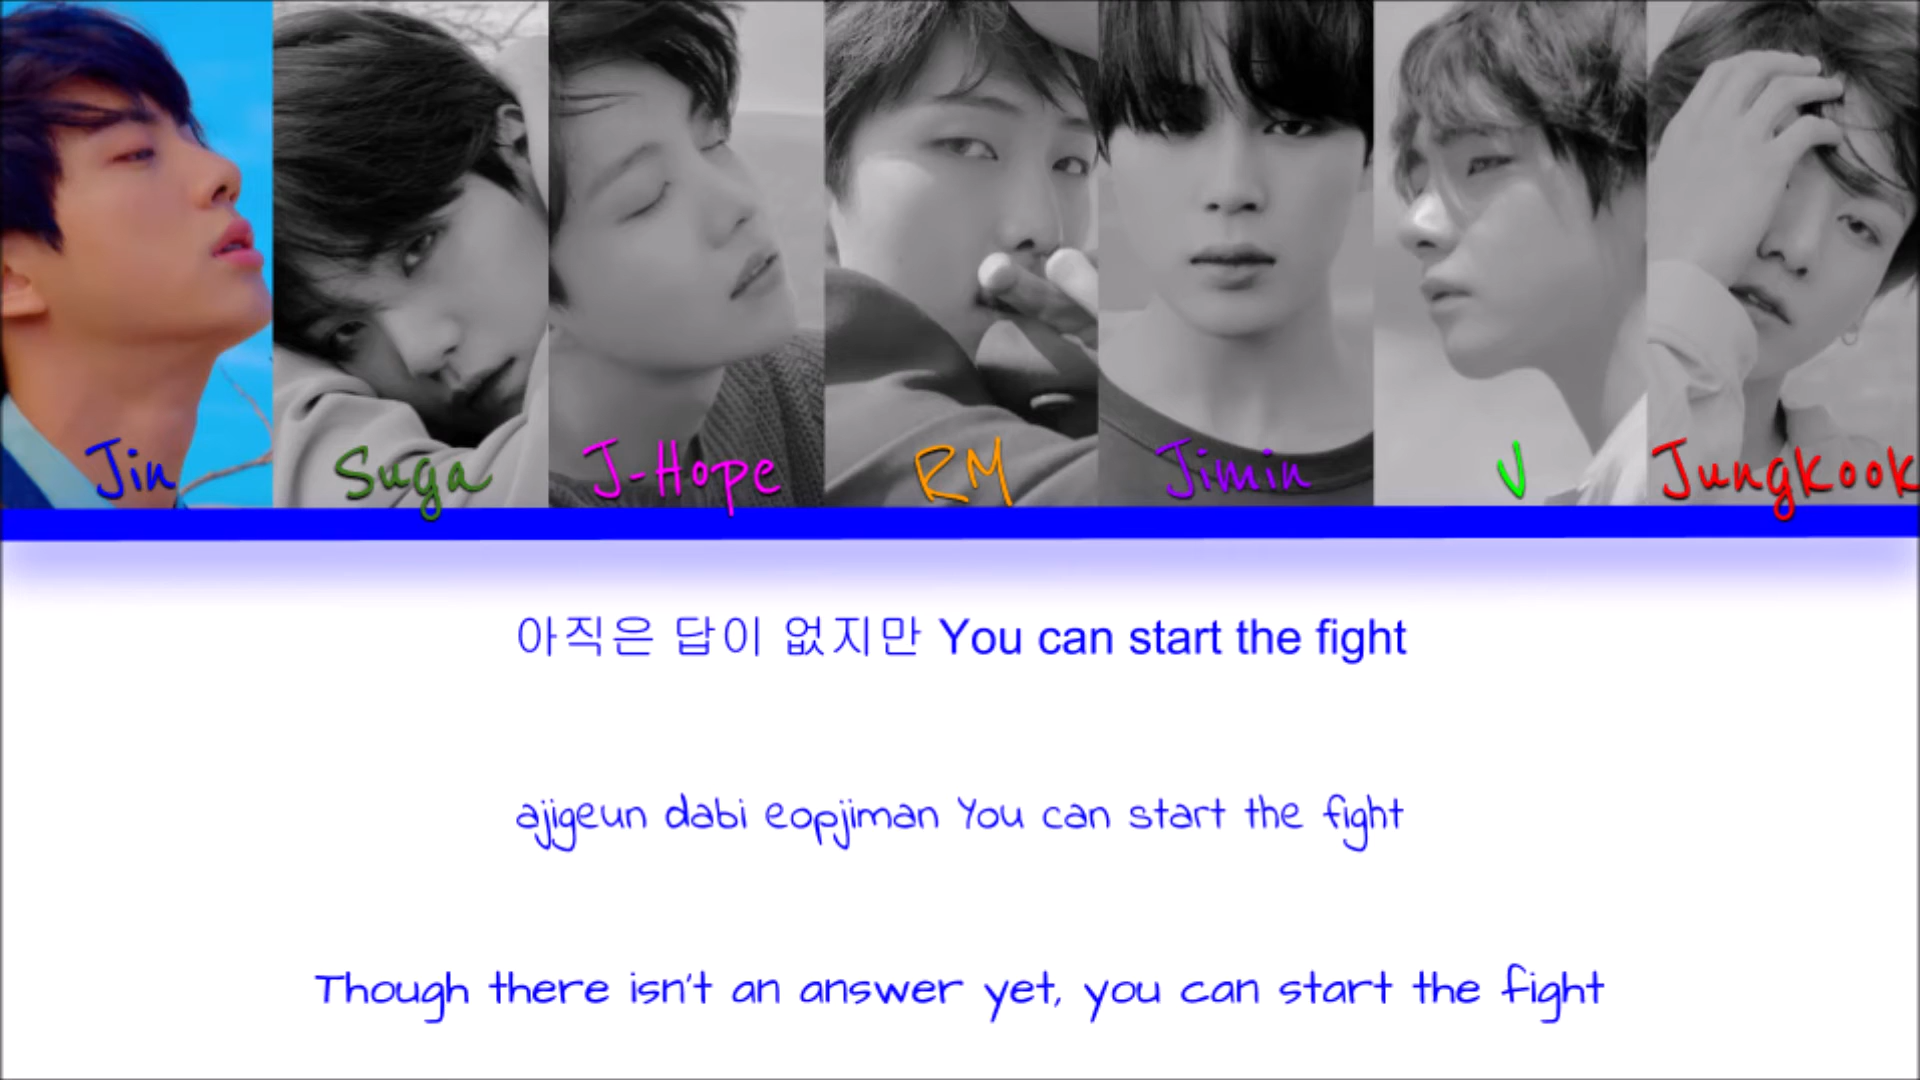 Jin Suga J-Hope RM Jimin V Jungkook
아직은 답이 없지만 You can start the fight
ajigeun dabi eopjiman You can start the fight
Though there isn't an answer yet, you can start the fight